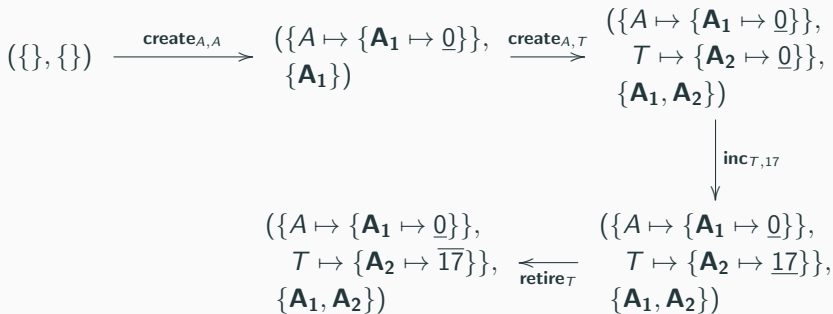 ({}, {})
create_{A,A}
({A ↦ {𝐀₁ ↦ 0̲}},
{𝐀₁})
create_{A,T}
({A ↦ {𝐀₁ ↦ 0̲}},
T ↦ {𝐀₂ ↦ 0̲}},
{𝐀₁, 𝐀₂})
inc_{T,17}
({A ↦ {𝐀₁ ↦ 0̲}},
T ↦ {𝐀₂ ↦ 1̲7̲}},
{𝐀₁, 𝐀₂})
retire_T
({A ↦ {𝐀₁ ↦ 0̲}},
T ↦ {𝐀₂ ↦ 1̅7̅}},
{𝐀₁, 𝐀₂})